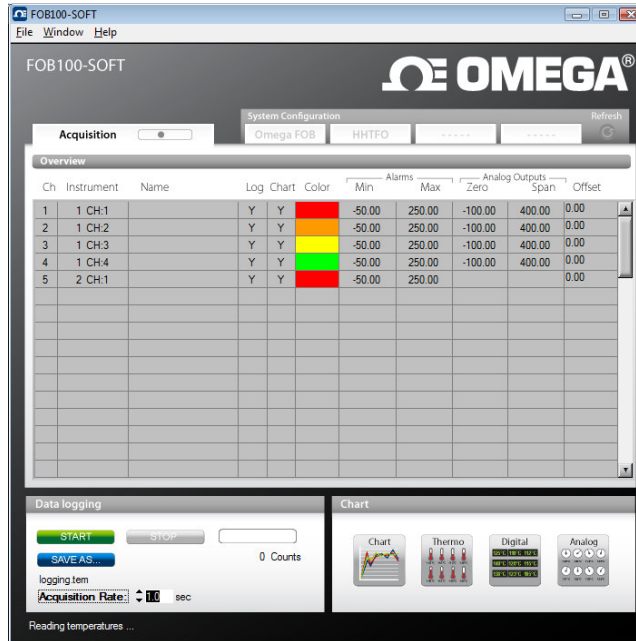 FOB100-SOFT
File Window Help
FOB100-SOFT
ΩE OMEGA®
System Configuration Refresh
Acquisition Omega FOB HHTFO - - - - - - - - - -
Overview
Alarms Analog Outputs
Ch Instrument Name Log Chart Color Min Max Zero Span Offset
1 1 CH:1 Y Y -50.00 250.00 -100.00 400.00 0.00
2 1 CH:2 Y Y -50.00 250.00 -100.00 400.00 0.00
3 1 CH:3 Y Y -50.00 250.00 -100.00 400.00 0.00
4 1 CH:4 Y Y -50.00 250.00 -100.00 400.00 0.00
5 2 CH:1 Y Y -50.00 250.00 0.00
Data logging Chart
START STOP
Chart Thermo Digital Analog
SAVE AS... 0 Counts
logging.tem
Acquisition Rate: 1.0 sec
Reading temperatures ...